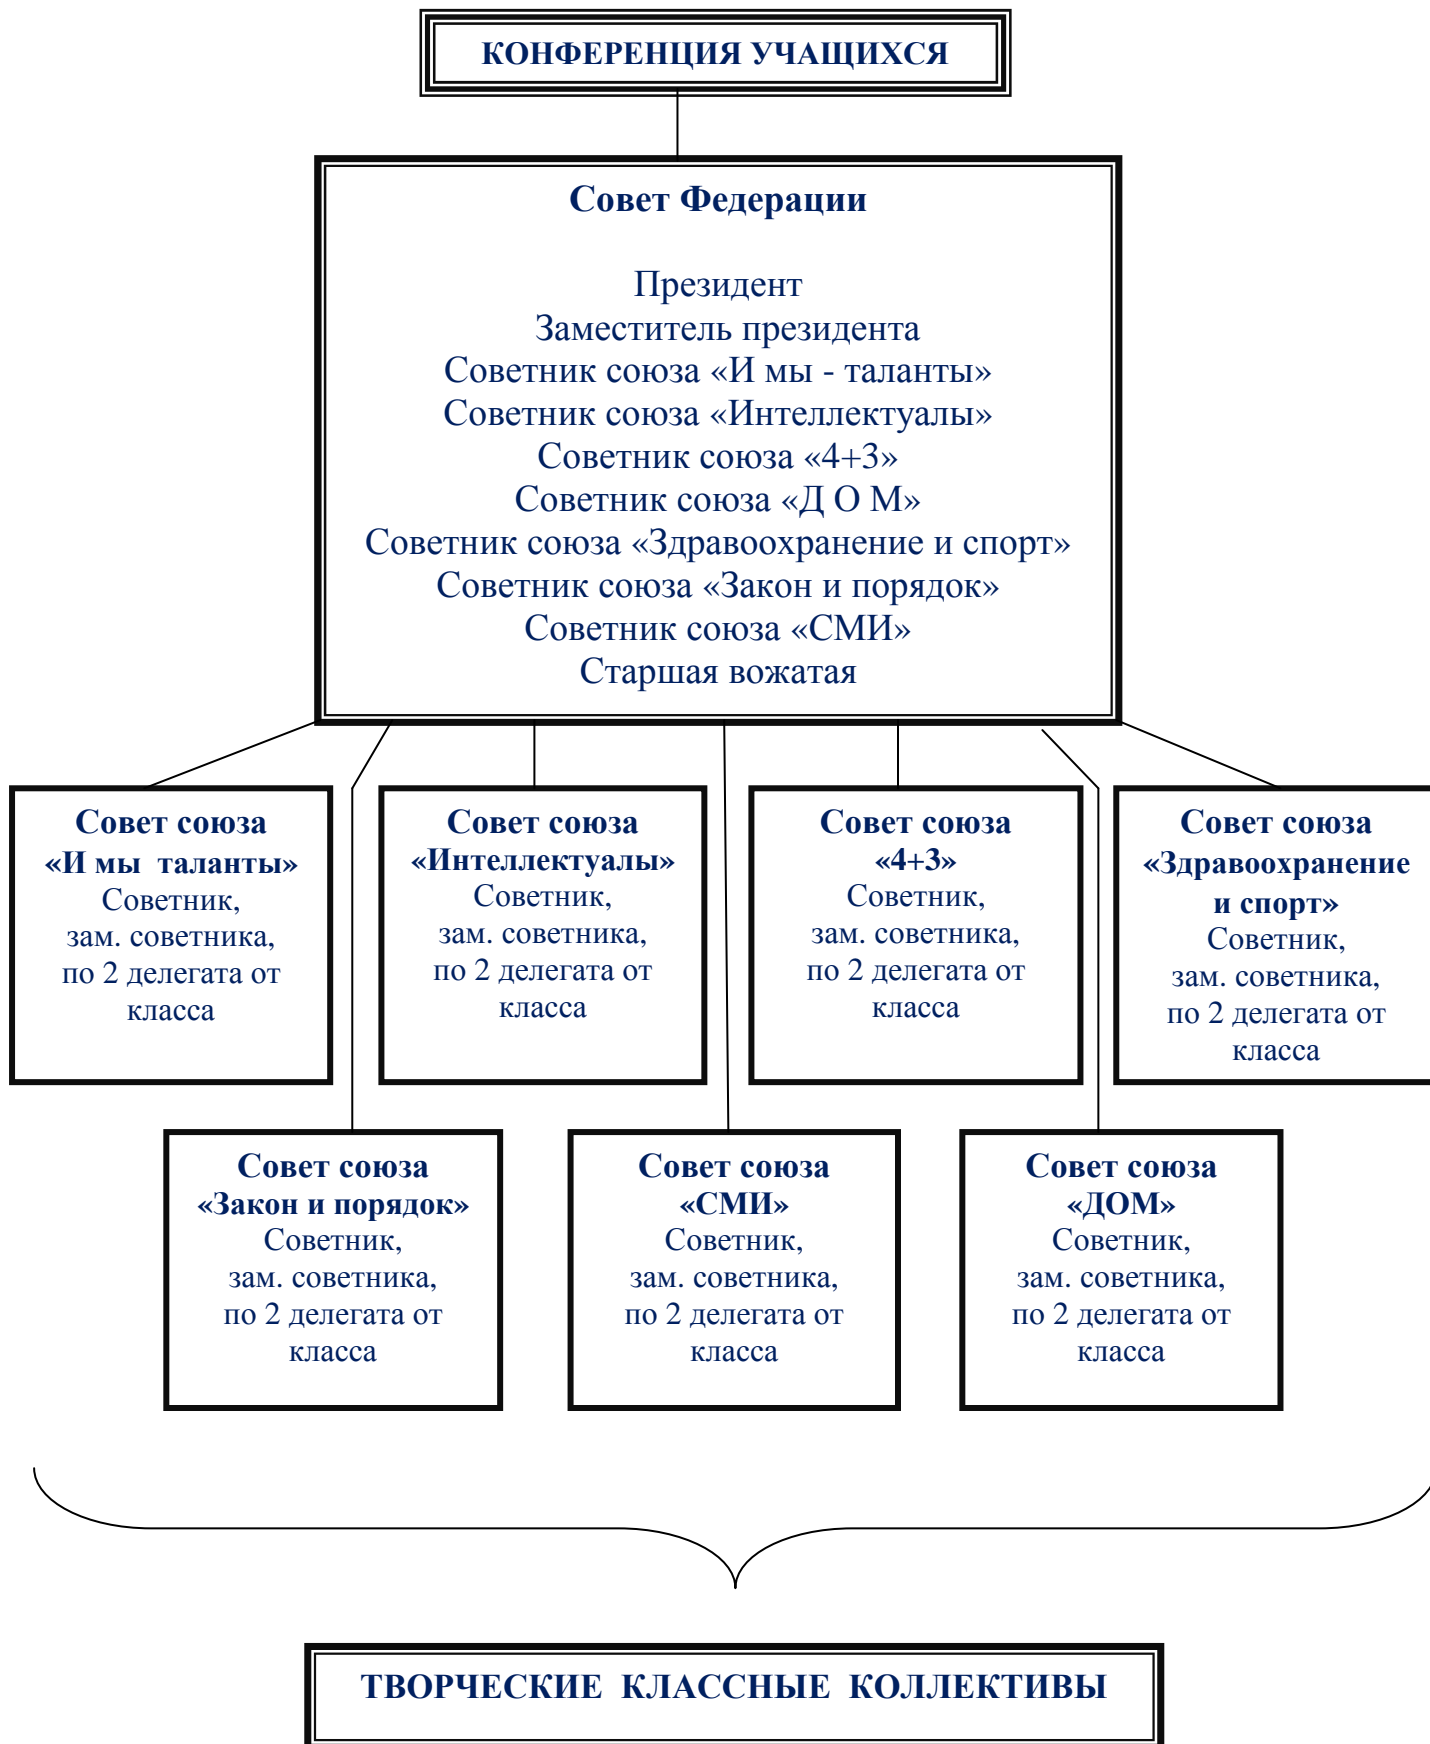 КОНФЕРЕНЦИЯ УЧАЩИХСЯ
Совет Федерации
Президент
Заместитель президента
Советник союза «И мы - таланты»
Советник союза «Интеллектуалы»
Советник союза «4+3»
Советник союза «Д О М»
Советник союза «Здравоохранение и спорт»
Советник союза «Закон и порядок»
Советник союза «СМИ»
Старшая вожатая
Совет союза
«И мы  таланты»
Советник,
зам. советника,
по 2 делегата от
класса
Совет союза
«Интеллектуалы»
Советник,
зам. советника,
по 2 делегата от
класса
Совет союза
«4+3»
Советник,
зам. советника,
по 2 делегата от
класса
Совет союза
«Здравоохранение
и спорт»
Советник,
зам. советника,
по 2 делегата от
класса
Совет союза
«Закон и порядок»
Советник,
зам. советника,
по 2 делегата от
класса
Совет союза
«СМИ»
Советник,
зам. советника,
по 2 делегата от
класса
Совет союза
«ДОМ»
Советник,
зам. советника,
по 2 делегата от
класса
ТВОРЧЕСКИЕ  КЛАССНЫЕ  КОЛЛЕКТИВЫ